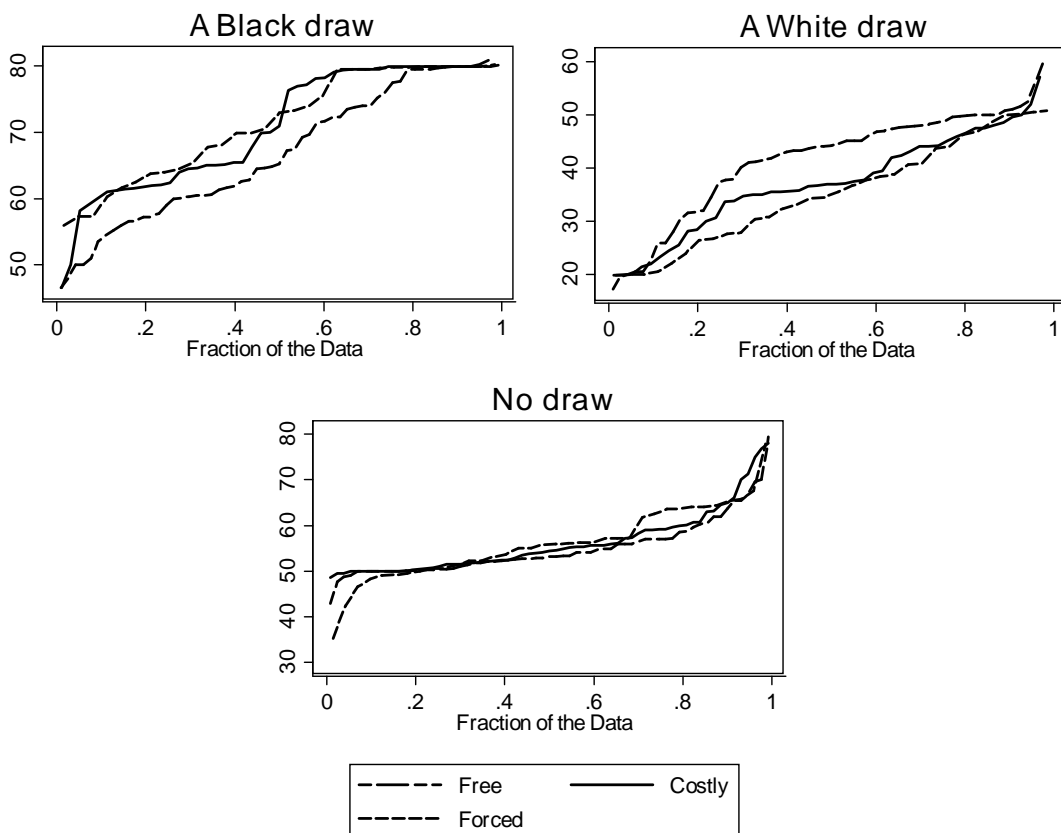 A Black draw
A White draw
80
70
60
50
0 .2 .4 .6 .8 1
Fraction of the Data
60
50
40
30
20
0 .2 .4 .6 .8 1
Fraction of the Data
No draw
80
70
60
50
40
30
0 .2 .4 .6 .8 1
Fraction of the Data
Free Costly
Forced